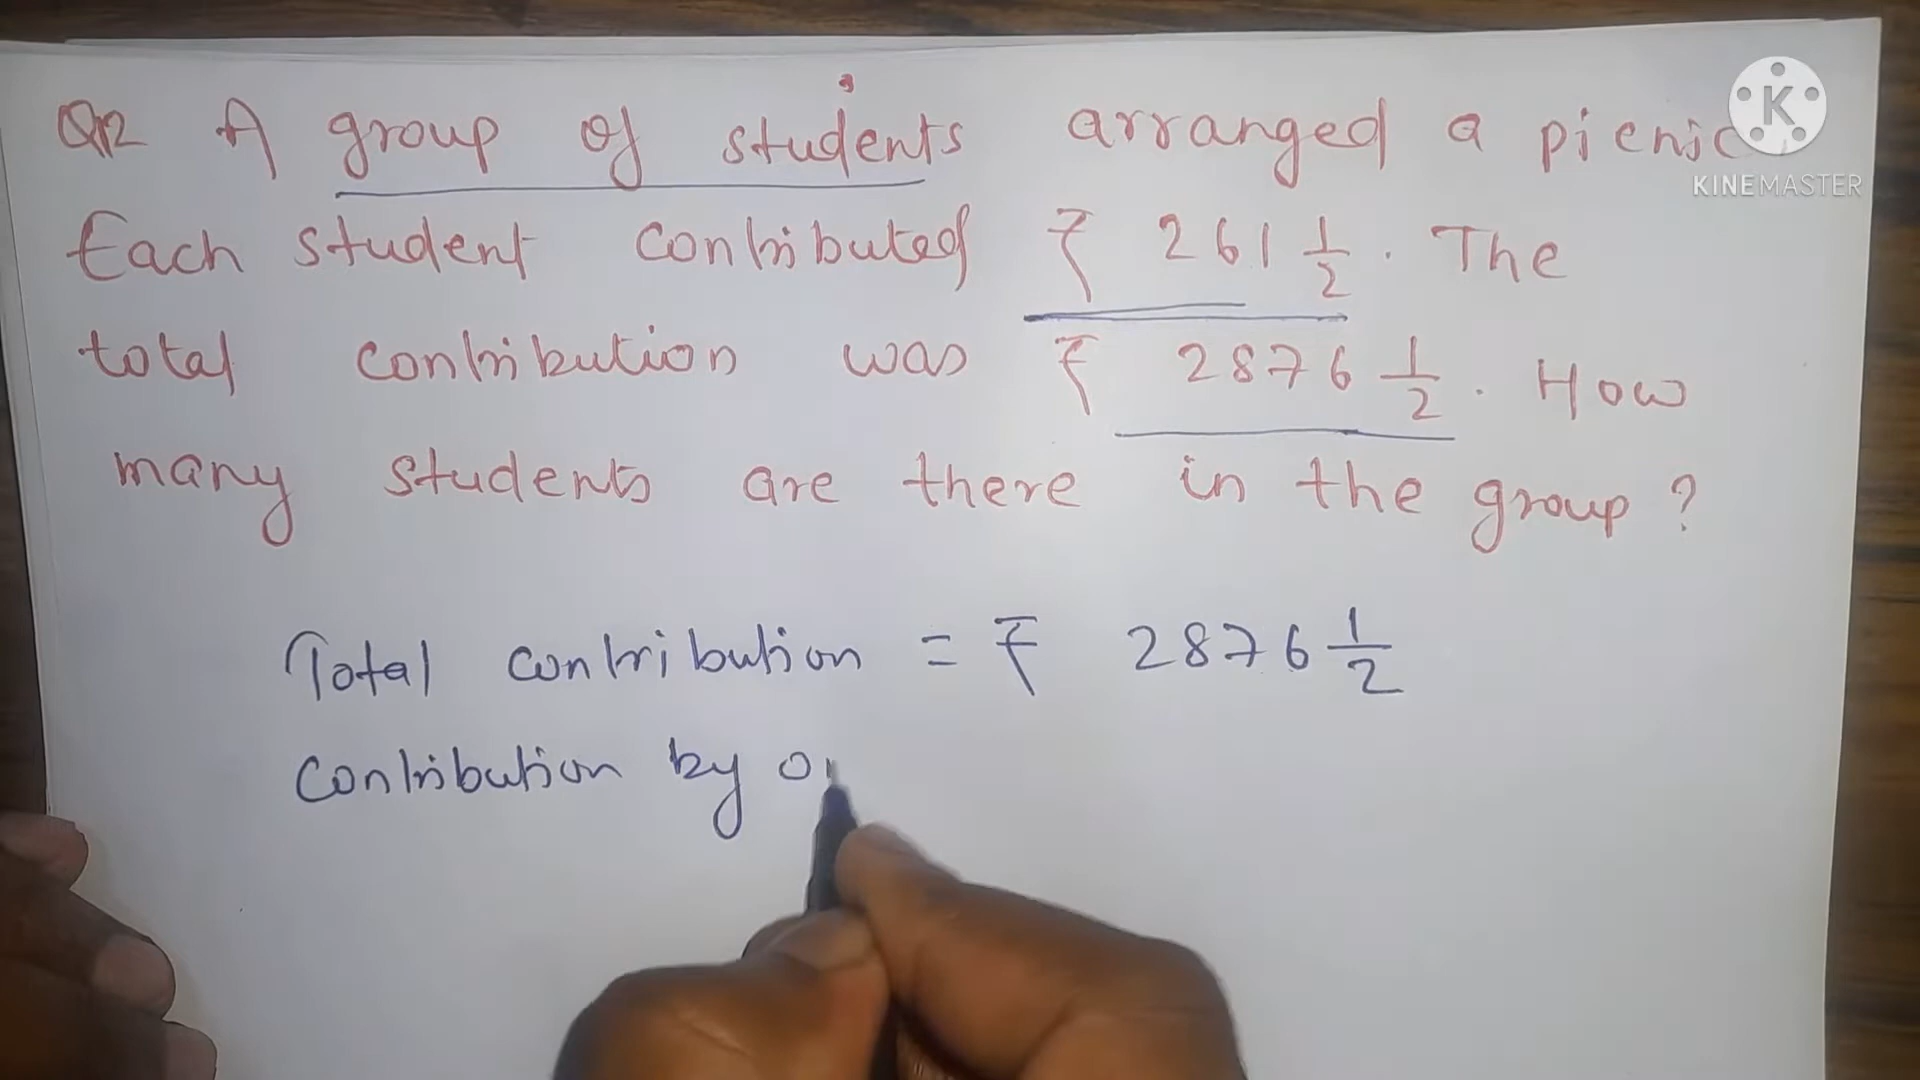 Q12 A group of students arranged a picnic
KINEMASTER
Each student contributed ₹ 261 1/2. The
total contribution was ₹ 2876 1/2. How
many students are there in the group?
Total contribution = ₹ 2876 1/2
Contribution by